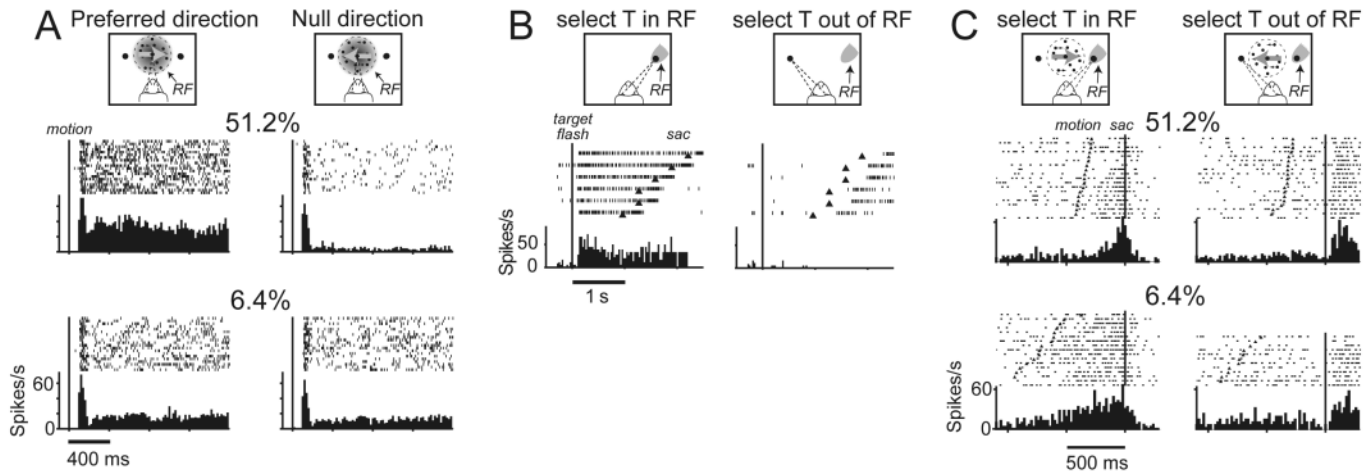 A Preferred direction Null direction
RF RF
motion 51.2%
6.4%
Spikes/s
60
0
400 ms
B select T in RF select T out of RF
RF RF
target flash sac
Spikes/s
50
0
1 s
C select T in RF select T out of RF
RF RF
motion sac 51.2%
6.4%
Spikes/s
60
0
500 ms